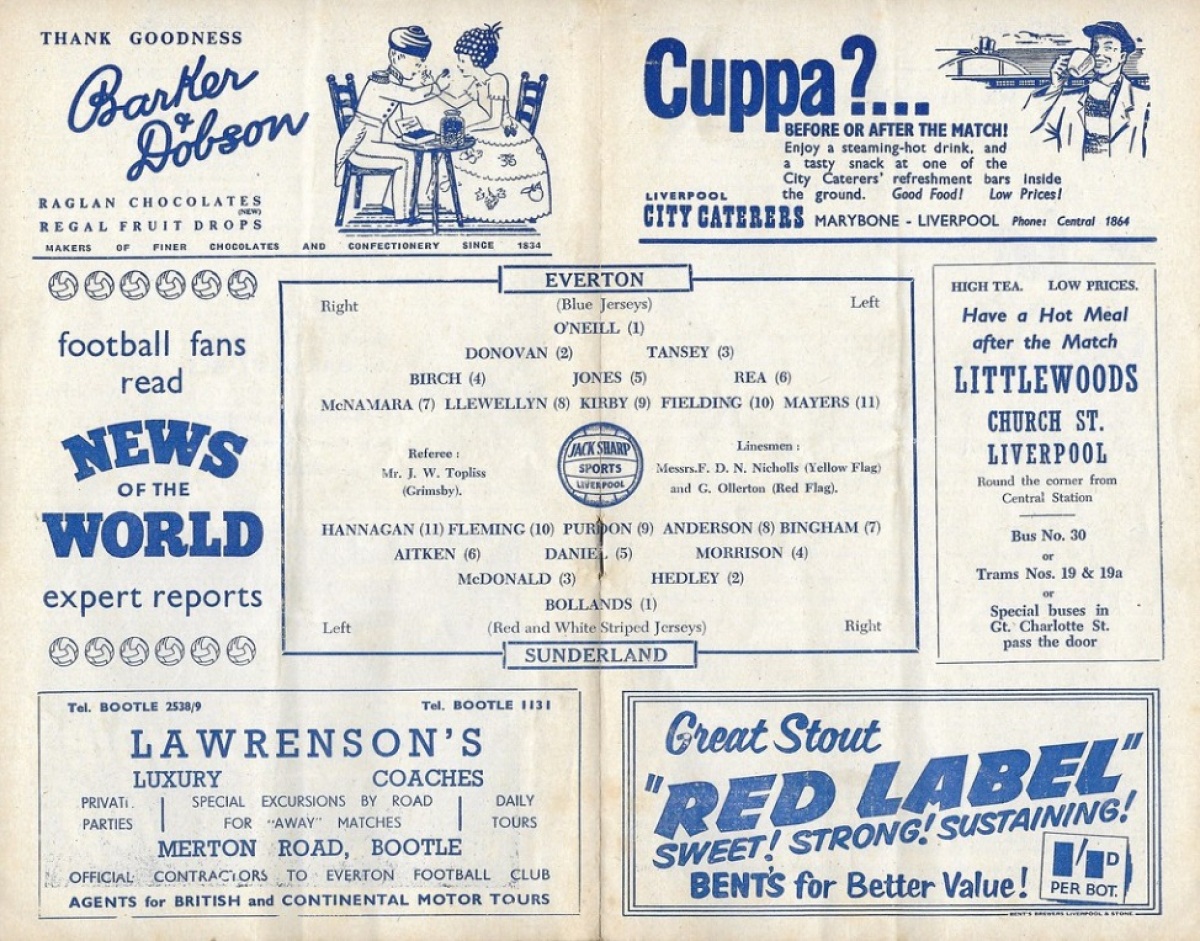 THANK GOODNESS
Barker
&
Dobson
RAGLAN CHOCOLATES
(NEW)
REGAL FRUIT DROPS
MAKERS OF FINER CHOCOLATES AND CONFECTIONERY SINCE 1834
Cuppa?...
BEFORE OR AFTER THE MATCH!
Enjoy a steaming-hot drink, and
a tasty snack at one of the
City Caterers' refreshment bars inside
the ground. Good Food! Low Prices!
LIVERPOOL
CITY CATERERS MARYBONE - LIVERPOOL Phone: Central 1864
football fans
read
NEWS
OF THE
WORLD
expert reports
EVERTON
Right (Blue Jerseys) Left
O'NEILL (1)
DONOVAN (2) TANSEY (3)
BIRCH (4) JONES (5) REA (6)
McNAMARA (7) LLEWELLYN (8) KIRBY (9) FIELDING (10) MAYERS (11)
Referee :
Mr. J. W. Topliss
(Grimsby).
JACK SHARP
SPORTS
LIVERPOOL
Linesmen :
Messrs.F. D. N. Nicholls (Yellow Flag)
and G. Ollerton (Red Flag).
HANNAGAN (11) FLEMING (10) PURDON (9) ANDERSON (8) BINGHAM (7)
AITKEN (6) DANIEL (5) MORRISON (4)
McDONALD (3) HEDLEY (2)
BOLLANDS (1)
Left (Red and White Striped Jerseys) Right
SUNDERLAND
HIGH TEA. LOW PRICES.
Have a Hot Meal
after the Match
LITTLEWOODS
CHURCH ST.
LIVERPOOL
Round the corner from
Central Station
Bus No. 30
or
Trams Nos. 19 & 19a
or
Special buses in
Gt. Charlotte St.
pass the door
Tel. BOOTLE 2538/9 Tel. BOOTLE 1131
LAWRENSON'S
LUXURY COACHES
PRIVATE PARTIES
SPECIAL EXCURSIONS BY ROAD
FOR "AWAY" MATCHES
DAILY
TOURS
MERTON ROAD, BOOTLE
OFFICIAL CONTRACTORS TO EVERTON FOOTBALL CLUB
AGENTS for BRITISH and CONTINENTAL MOTOR TOURS
Great Stout
"RED LABEL"
SWEET! STRONG! SUSTAINING!
BENT'S for Better Value!
1/1D
PER BOT.
BENT'S BREWERS LIVERPOOL & STONE